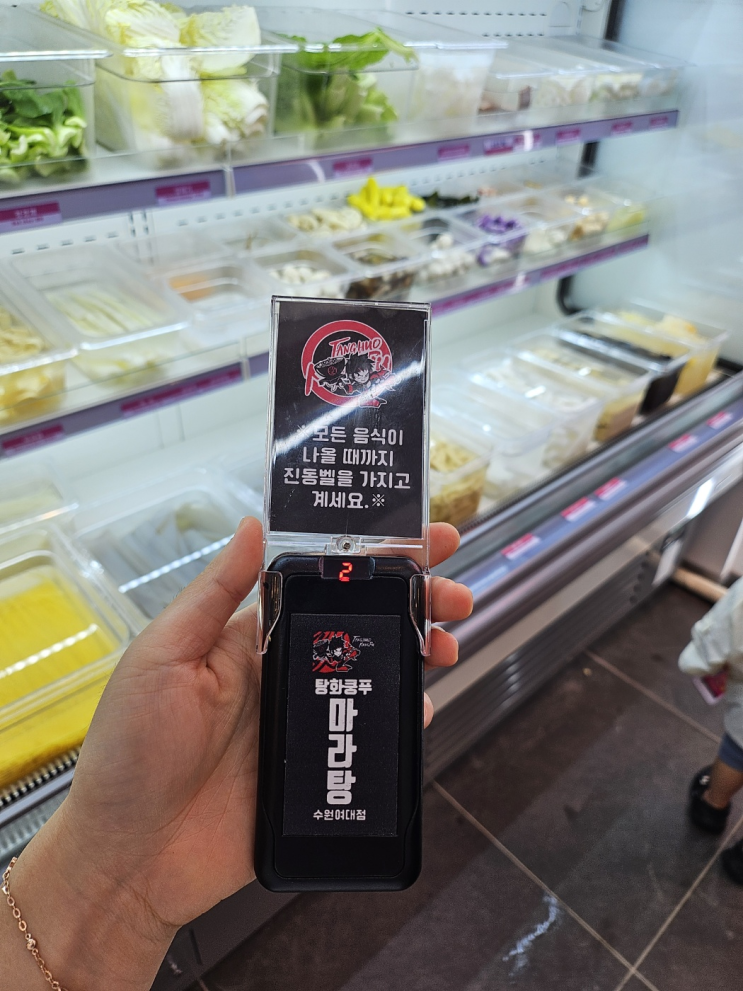 TANGHUO
※모든 음식이
나올 때까지
진동벨을 가지고
계세요.※
2
탕화쿵푸
마라탕
수원여대점